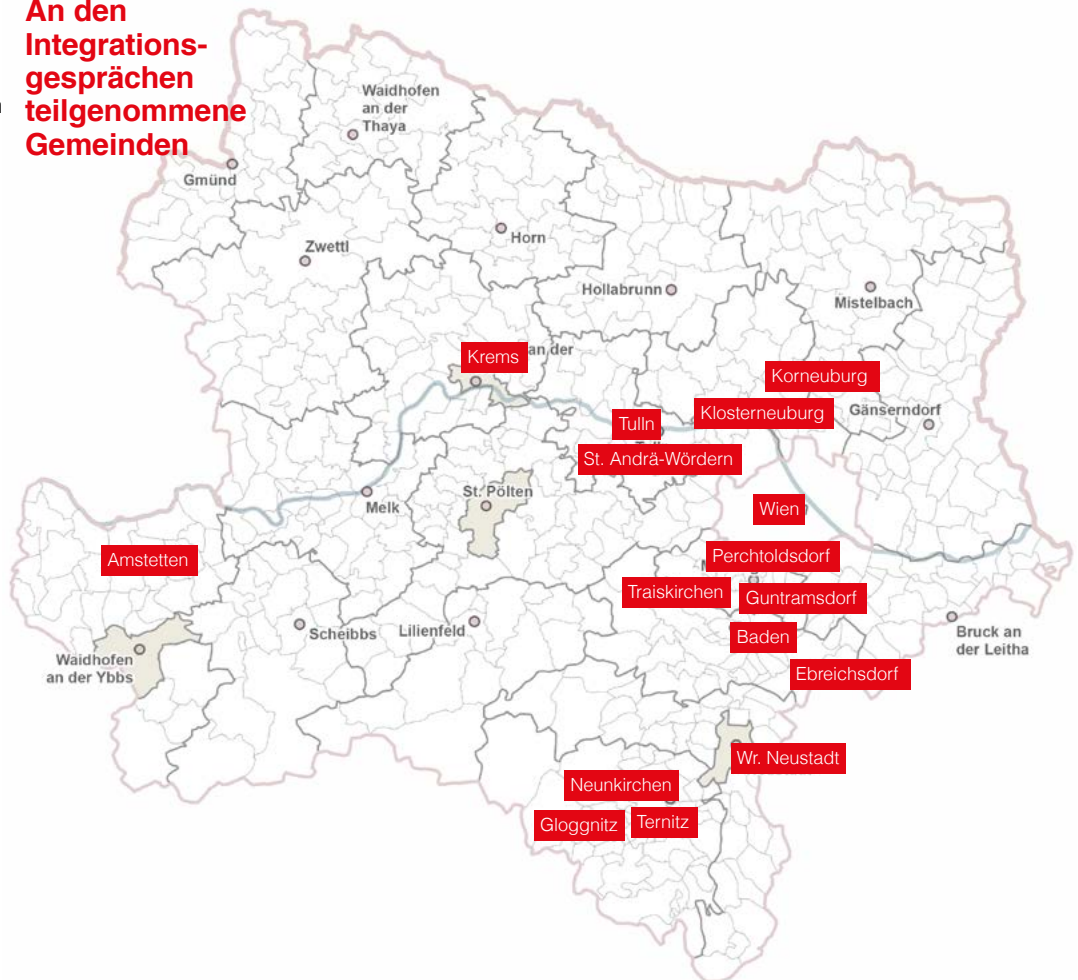 An den
Integrations-
gesprächen
teilgenommene
Gemeinden
Waidhofen
an der
Thaya
Gmünd
Zwettl
Horn
Hollabrunn
Mistelbach
Krems
an der
Korneuburg
Klosterneuburg
Gänserndorf
Tulln
St. Andrä-Wördern
Melk
St. Pölten
Wien
Amstetten
Perchtoldsdorf
Traiskirchen
Guntramsdorf
Baden
Ebreichsdorf
Bruck an
der Leitha
Scheibbs
Lilienfeld
Waidhofen
an der Ybbs
Wr. Neustadt
Neunkirchen
Gloggnitz
Ternitz